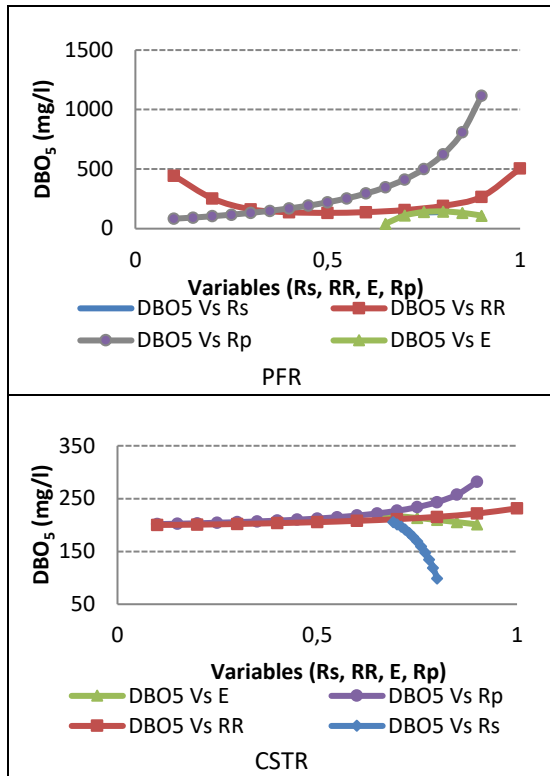 1500
1000
500
0
DBO5 (mg/l)
0 0,5 1
Variables (Rs, RR, E, Rp)
DBO5 Vs Rs DBO5 Vs RR
DBO5 Vs Rp DBO5 Vs E
PFR
350
250
150
50
DBO5 (mg/l)
0 0,5 1
Variables (Rs, RR, E, Rp)
DBO5 Vs E DBO5 Vs Rp
DBO5 Vs RR DBO5 Vs Rs
CSTR